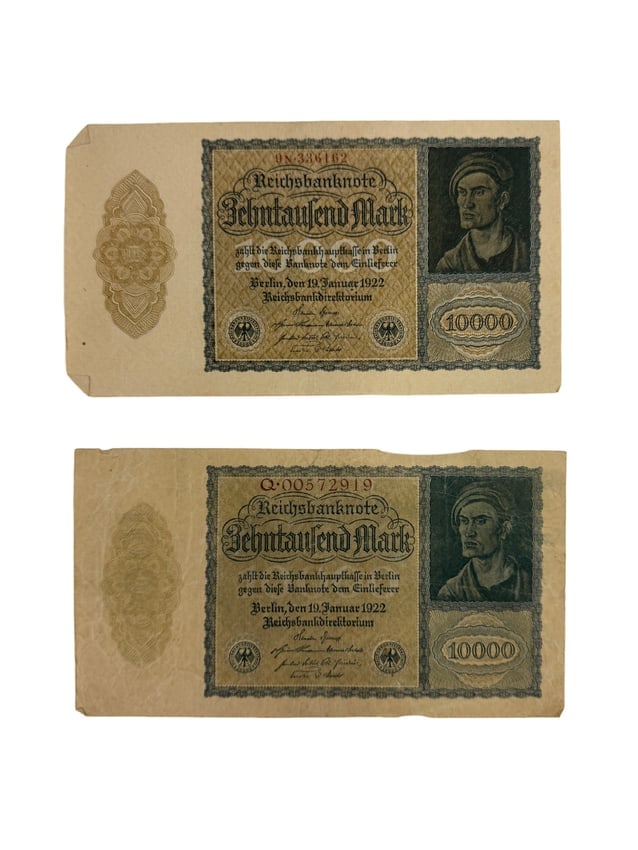 9N·336162
Reichsbanknote
Zehntausend Mark
zahlt die Reichsbankhauptkasse in Berlin
gegen diese Banknote dem Einlieferer
Berlin, den 19. Januar 1922
Reichsbankdirektorium
10000
Q·00572919
Reichsbanknote
Zehntausend Mark
zahlt die Reichsbankhauptkasse in Berlin
gegen diese Banknote dem Einlieferer
Berlin, den 19. Januar 1922
Reichsbankdirektorium
10000